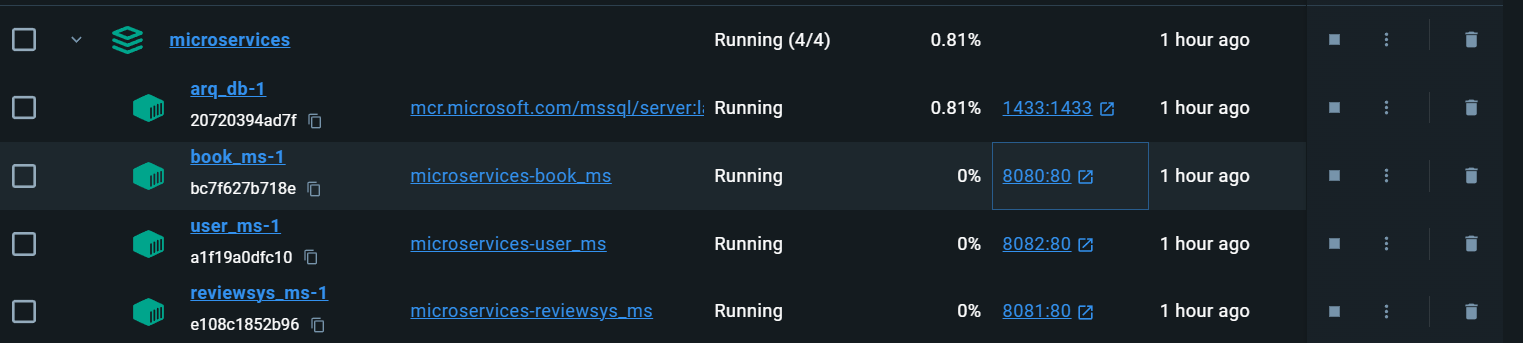 microservices Running (4/4) 0.81% 1 hour ago
arq_db-1
20720394ad7f mcr.microsoft.com/mssql/server:la Running 0.81% 1433:1433 1 hour ago
book_ms-1
bc7f627b718e microservices-book_ms Running 0% 8080:80 1 hour ago
user_ms-1
a1f19a0dfc10 microservices-user_ms Running 0% 8082:80 1 hour ago
reviewsys_ms-1
e108c1852b96 microservices-reviewsys_ms Running 0% 8081:80 1 hour ago